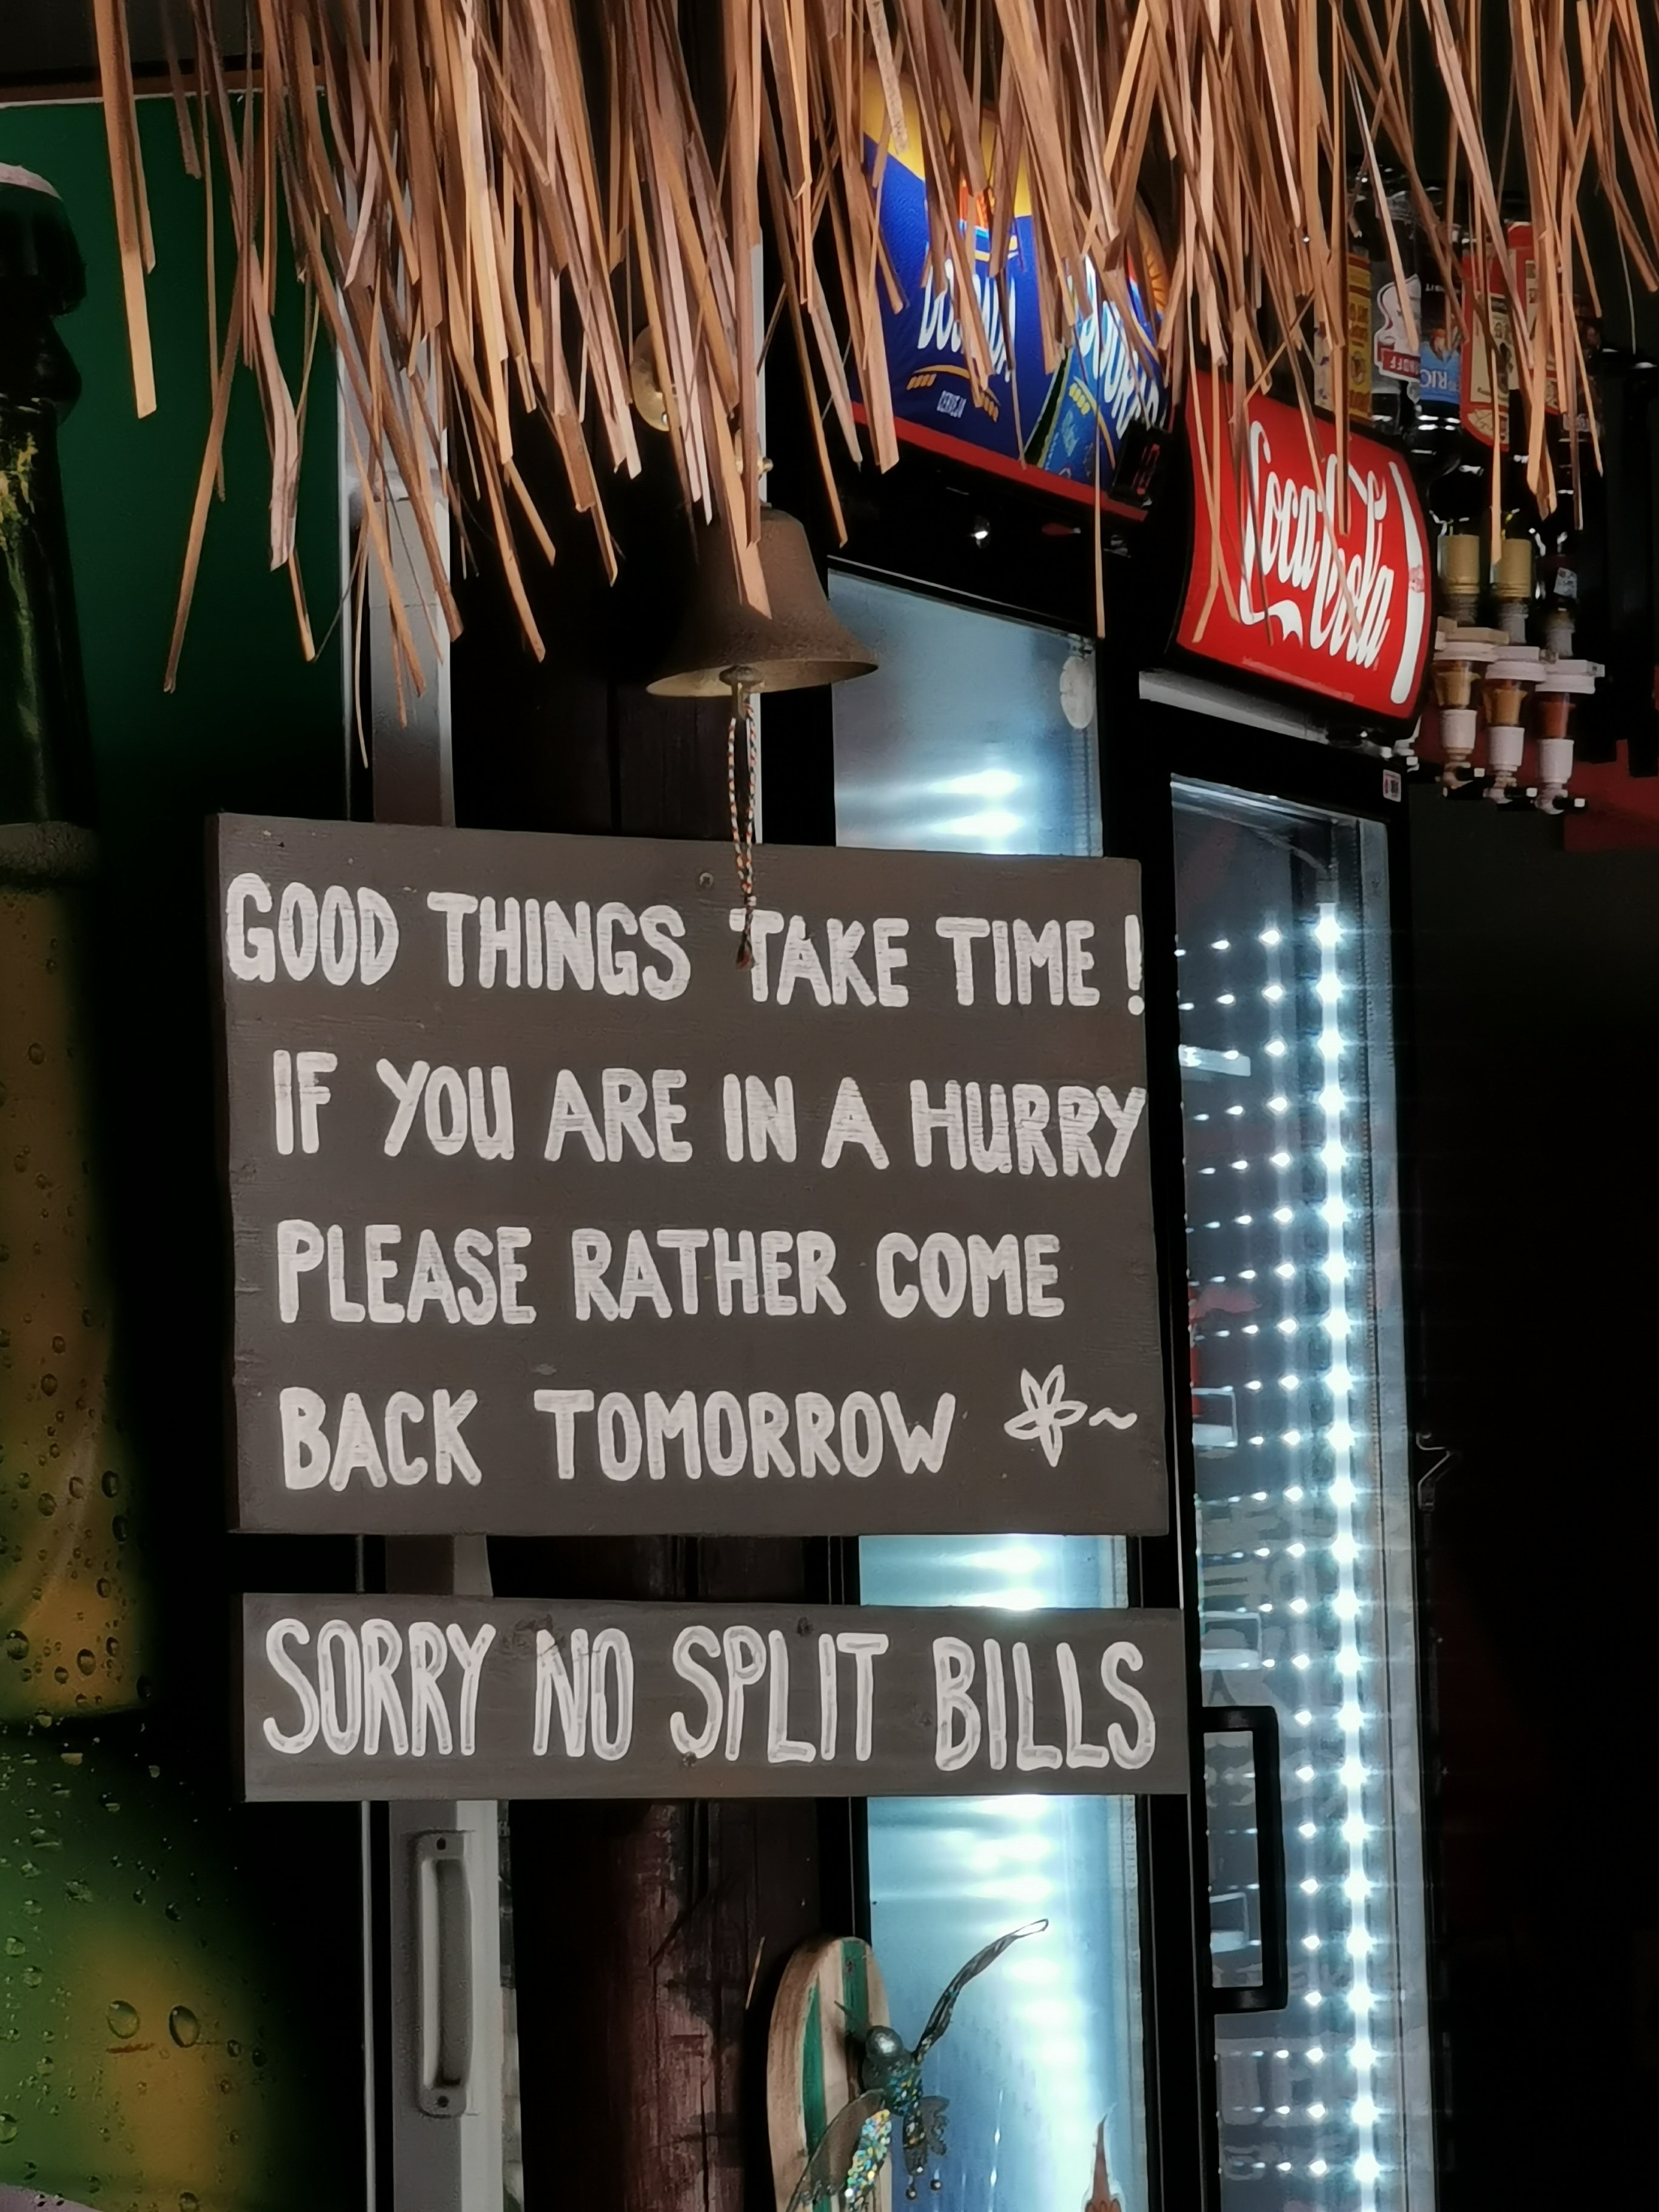 CERVEJA
Coca-Cola
GOOD THINGS TAKE TIME !
IF YOU ARE IN A HURRY
PLEASE RATHER COME
BACK TOMORROW
SORRY NO SPLIT BILLS